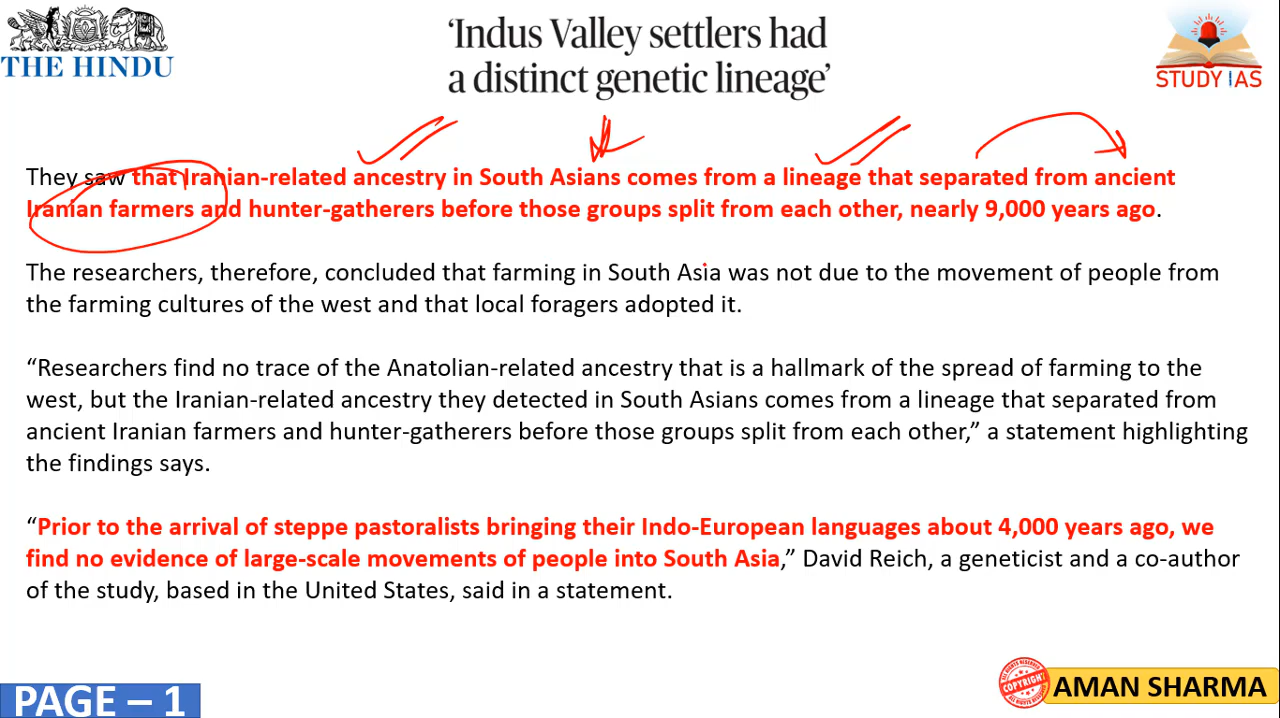 ‘Indus Valley settlers had
a distinct genetic lineage’
THE HINDU
STUDY IAS
They saw that Iranian-related ancestry in South Asians comes from a lineage that separated from ancient
Iranian farmers and hunter-gatherers before those groups split from each other, nearly 9,000 years ago.
The researchers, therefore, concluded that farming in South Asia was not due to the movement of people from
the farming cultures of the west and that local foragers adopted it.
“Researchers find no trace of the Anatolian-related ancestry that is a hallmark of the spread of farming to the
west, but the Iranian-related ancestry they detected in South Asians comes from a lineage that separated from
ancient Iranian farmers and hunter-gatherers before those groups split from each other,” a statement highlighting
the findings says.
“Prior to the arrival of steppe pastoralists bringing their Indo-European languages about 4,000 years ago, we
find no evidence of large-scale movements of people into South Asia,” David Reich, a geneticist and a co-author
of the study, based in the United States, said in a statement.
PAGE – 1
COPYRIGHT
AMAN SHARMA